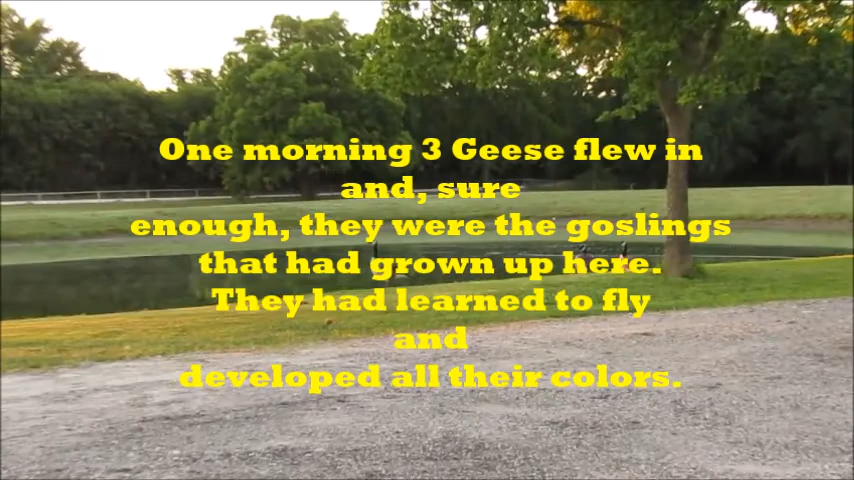 One morning 3 Geese flew in
and, sure
enough, they were the goslings
that had grown up here.
They had learned to fly
and
developed all their colors.